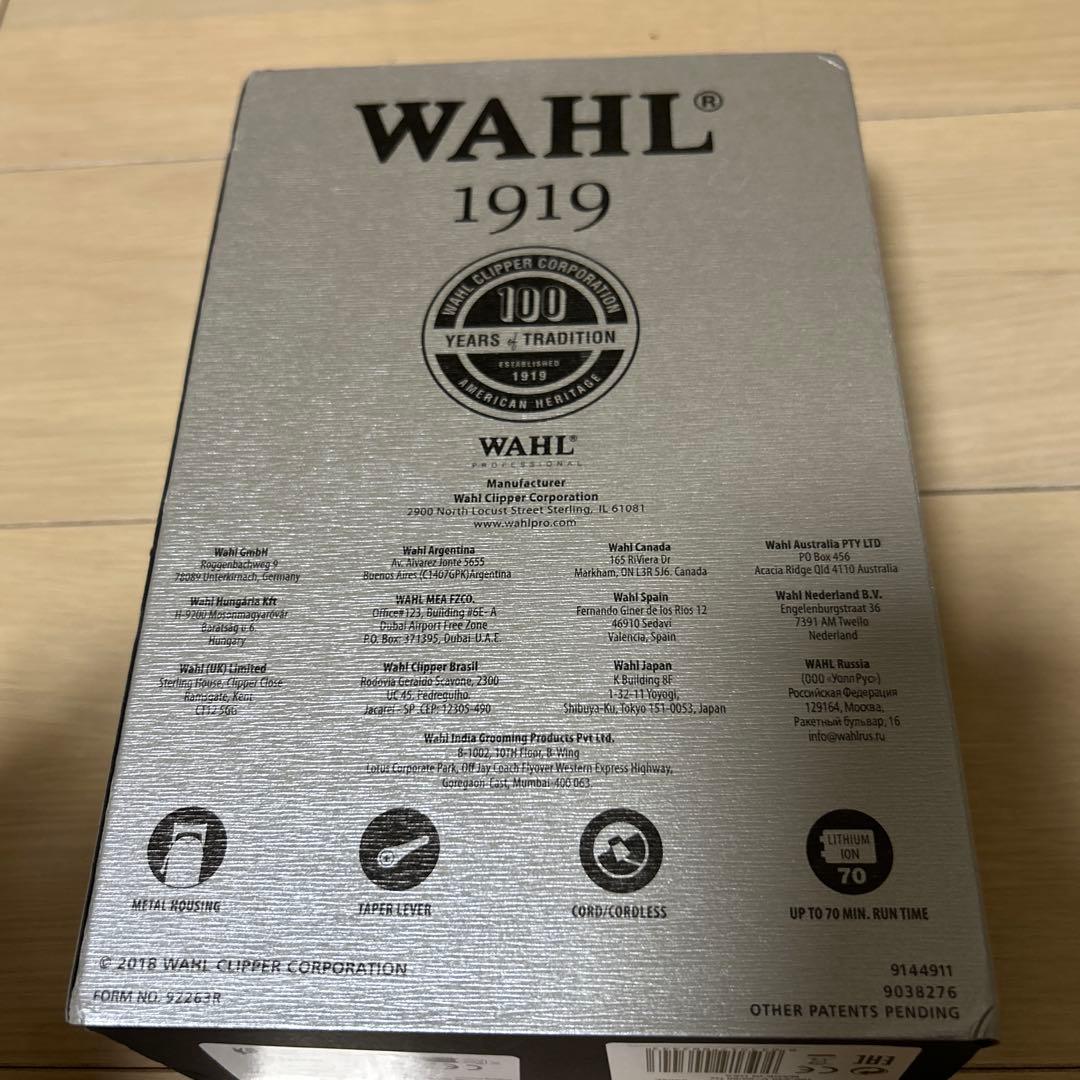 WAHL®
1919
WAHL CLIPPER CORPORATION
100
YEARS of TRADITION
ESTABLISHED
1919
AMERICAN HERITAGE
WAHL®
PROFESSIONAL
Manufacturer
Wahl Clipper Corporation
2900 North Locust Street Sterling, IL 61081
www.wahlpro.com
Wahl GmbH
Roggenbachweg 9
78089 Unterkirnach, Germany
Wahl Argentina
Av. Alvarez Jonte 5655
Buenos Aires (C1407GPK)Argentina
Wahl Canada
165 RiViera Dr
Markham, ON L3R 5J6. Canada
Wahl Australia PTY LTD
PO Box 456
Acacia Ridge Qld 4110 Australia
Wahl Hungária Kft
H-9200 Mosonmagyaróvár
Barátság u 6
Hungary
WAHL MEA FZCO.
Office#123, Building #6E- A
Dubai Airport Free Zone
P.O. Box: 371395, Dubai-U.A.E.
Wahl Spain
Fernando Giner de los Rios 12
46910 Sedavi
Valencia, Spain
Wahl Nederland B.V.
Engelenburgstraat 36
7391 AM Twello
Nederland
Wahl (UK) Limited
Sterling House, Clipper Close
Ramsgate, Kent
CT12 5GG
Wahl Clipper Brasil
Rodovia Geraldo Scavone, 2300
UC 45, Pedregulho
Jacareí - SP .CEP: 12305-490
Wahl Japan
K Building 8F
1-32-11 Yoyogi,
Shibuya-Ku, Tokyo 151-0053, Japan
WAHL Russia
(ООО «Уолл Рус»)
Российская Федерация
129164, Москва,
Ракетный бульвар, 16
info@wahlrus.ru
Wahl India Grooming Products Pvt Ltd.
B-1002, 10TH Floor, B-Wing
Lotus Corporate Park, Off Jay Coach Flyover Western Express Highway,
Goregaon-East, Mumbai-400 063.
METAL HOUSING
TAPER LEVER
CORD/CORDLESS
LITHIUM
ION
70
UP TO 70 MIN. RUN TIME
© 2018 WAHL CLIPPER CORPORATION
FORM NO. 92263R
9144911
9038276
OTHER PATENTS PENDING